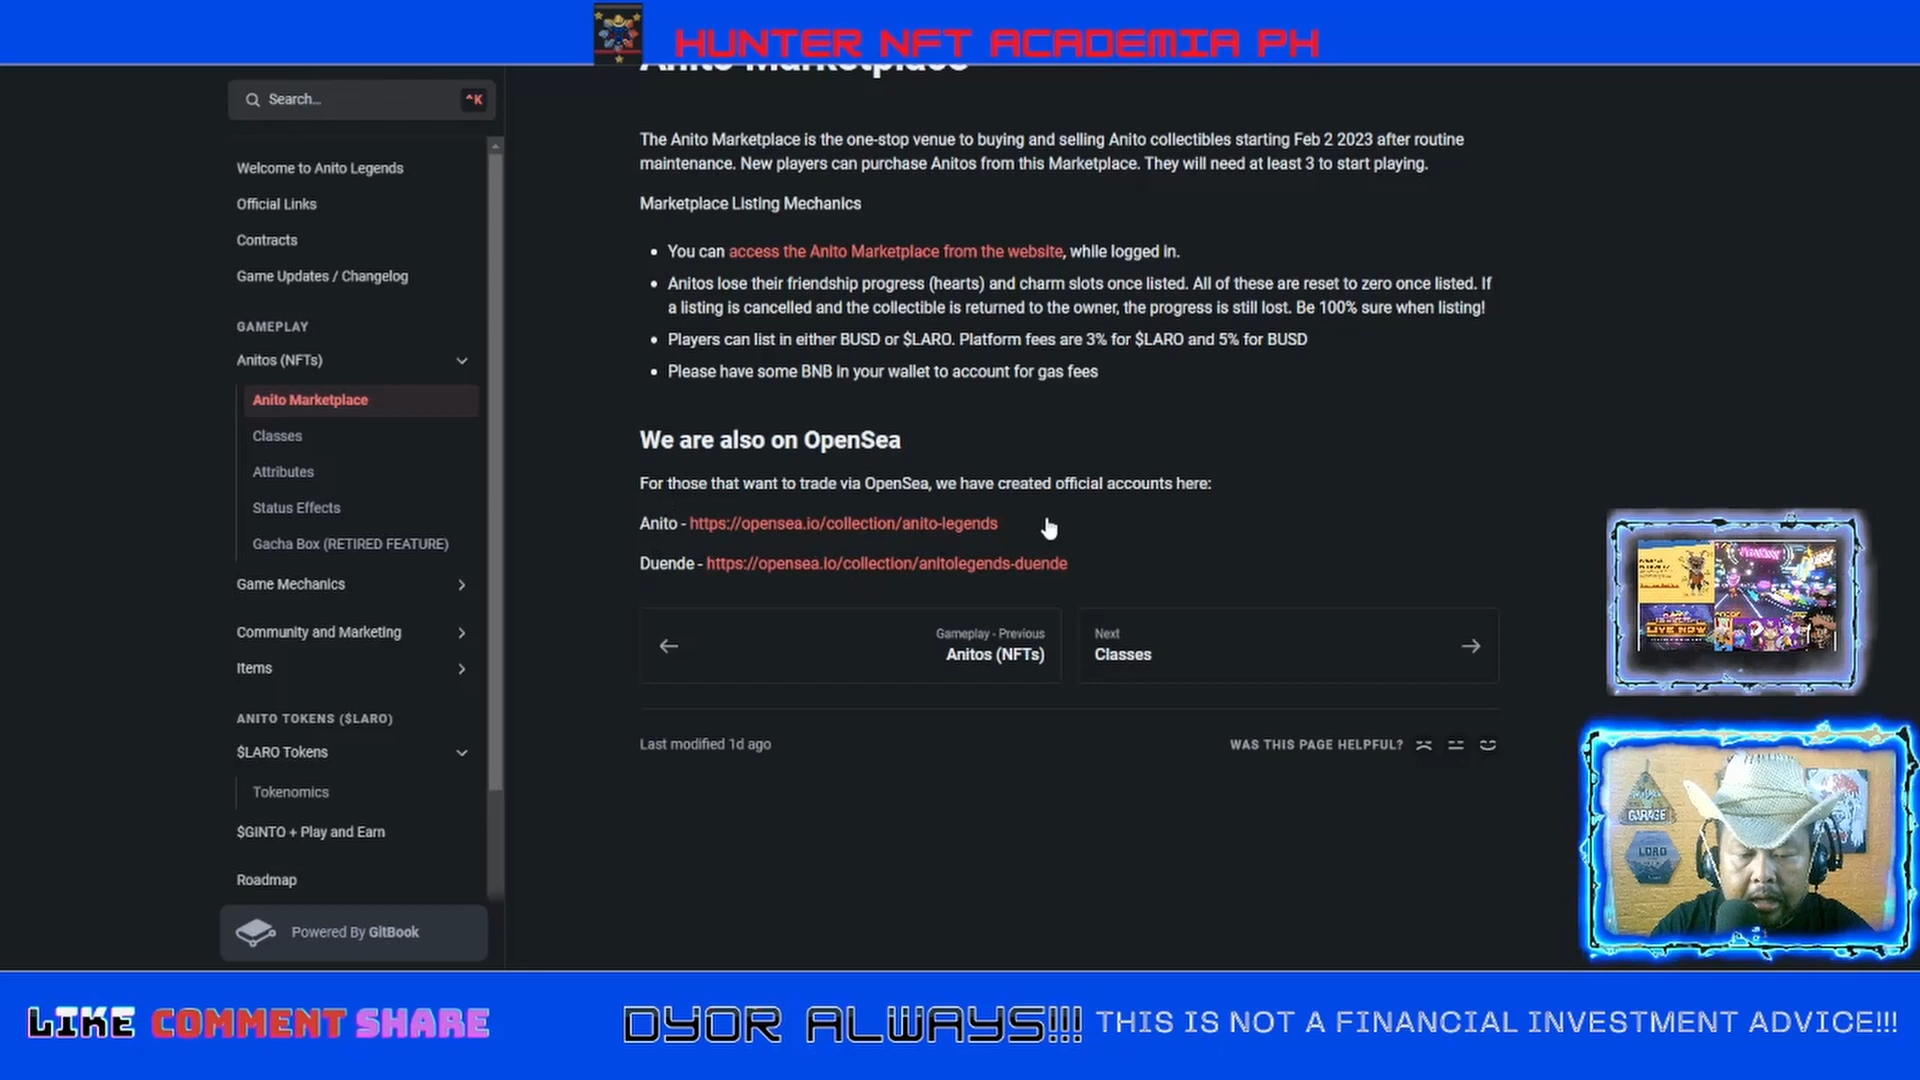 HUNTER NFT ACADEMIA PH
Anito Marketplace
Search...
^K
Welcome to Anito Legends
Official Links
Contracts
Game Updates / Changelog
GAMEPLAY
Anitos (NFTs)
Anito Marketplace
Classes
Attributes
Status Effects
Gacha Box (RETIRED FEATURE)
Game Mechanics
Community and Marketing
Items
ANITO TOKENS ($LARO)
$LARO Tokens
Tokenomics
$GINTO + Play and Earn
Roadmap
Powered By GitBook
The Anito Marketplace is the one-stop venue to buying and selling Anito collectibles starting Feb 2 2023 after routine
maintenance. New players can purchase Anitos from this Marketplace. They will need at least 3 to start playing.
Marketplace Listing Mechanics
• You can access the Anito Marketplace from the website, while logged in.
• Anitos lose their friendship progress (hearts) and charm slots once listed. All of these are reset to zero once listed. If
a listing is cancelled and the collectible is returned to the owner, the progress is still lost. Be 100% sure when listing!
• Players can list in either BUSD or $LARO. Platform fees are 3% for $LARO and 5% for BUSD
• Please have some BNB in your wallet to account for gas fees
We are also on OpenSea
For those that want to trade via OpenSea, we have created official accounts here:
Anito - https://opensea.io/collection/anito-legends
Duende - https://opensea.io/collection/anitolegends-duende
Gameplay - Previous
Anitos (NFTs)
Next
Classes
Last modified 1d ago
WAS THIS PAGE HELPFUL?
LIVE NOW
GARAGE
LORD
LIKE COMMENT SHARE
DYOR ALWAYS!!!
THIS IS NOT A FINANCIAL INVESTMENT ADVICE!!!